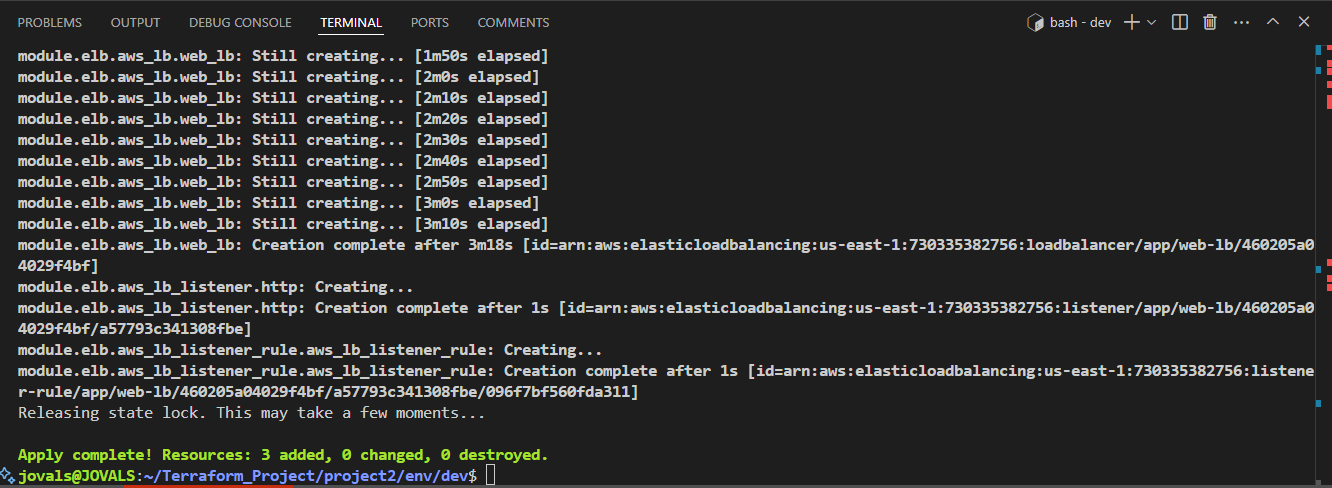 PROBLEMS OUTPUT DEBUG CONSOLE TERMINAL PORTS COMMENTS bash - dev
module.elb.aws_lb.web_lb: Still creating... [1m50s elapsed]
module.elb.aws_lb.web_lb: Still creating... [2m0s elapsed]
module.elb.aws_lb.web_lb: Still creating... [2m10s elapsed]
module.elb.aws_lb.web_lb: Still creating... [2m20s elapsed]
module.elb.aws_lb.web_lb: Still creating... [2m30s elapsed]
module.elb.aws_lb.web_lb: Still creating... [2m40s elapsed]
module.elb.aws_lb.web_lb: Still creating... [2m50s elapsed]
module.elb.aws_lb.web_lb: Still creating... [3m0s elapsed]
module.elb.aws_lb.web_lb: Still creating... [3m10s elapsed]
module.elb.aws_lb.web_lb: Creation complete after 3m18s [id=arn:aws:elasticloadbalancing:us-east-1:730335382756:loadbalancer/app/web-lb/460205a0
4029f4bf]
module.elb.aws_lb_listener.http: Creating...
module.elb.aws_lb_listener.http: Creation complete after 1s [id=arn:aws:elasticloadbalancing:us-east-1:730335382756:listener/app/web-lb/460205a0
4029f4bf/a57793c341308fbe]
module.elb.aws_lb_listener_rule.aws_lb_listener_rule: Creating...
module.elb.aws_lb_listener_rule.aws_lb_listener_rule: Creation complete after 1s [id=arn:aws:elasticloadbalancing:us-east-1:730335382756:listene
r-rule/app/web-lb/460205a04029f4bf/a57793c341308fbe/096f7bf560fda311]
Releasing state lock. This may take a few moments...
Apply complete! Resources: 3 added, 0 changed, 0 destroyed.
jovals@JOVALS:~/Terraform_Project/project2/env/dev$